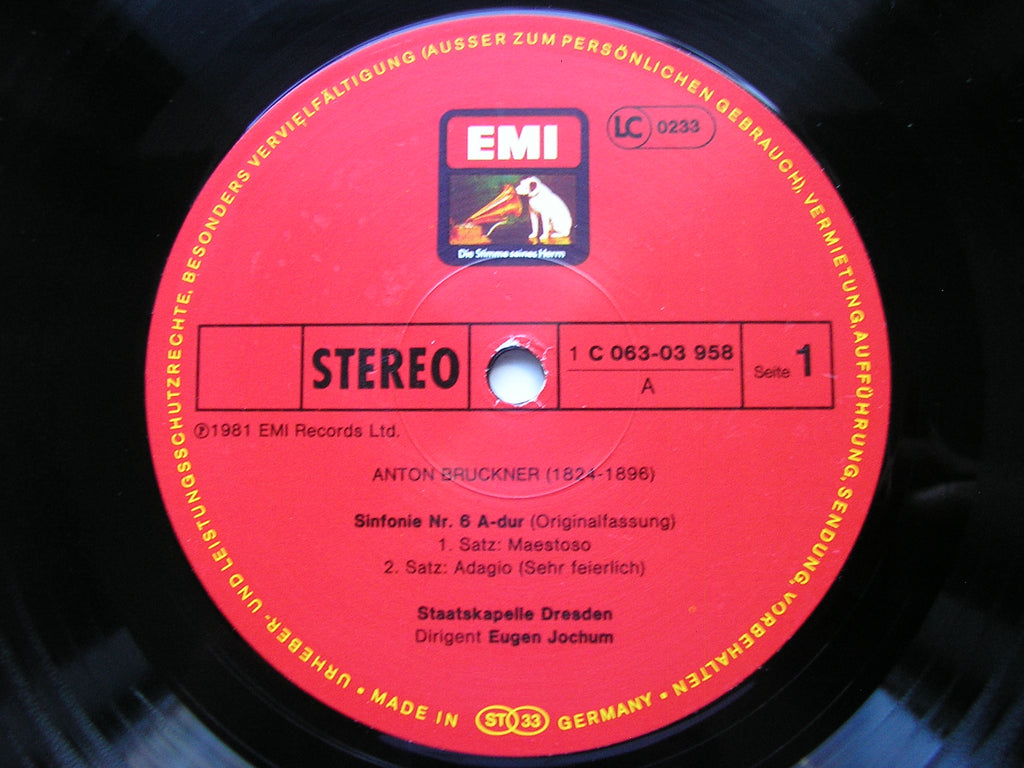 URHEBER- UND LEISTUNGSSCHUTZRECHTE, BESONDERS VERVIELFÄLTIGUNG (AUSSER ZUM PERSÖNLICHEN GEBRAUCH), VERMIETUNG, AUFFÜHRUNG, SENDUNG, VORBEHALTEN
EMI
LC 0233
Die Stimme seines Herrn
STEREO
1 C 063-03 958
A
Seite 1
℗1981 EMI Records Ltd.
ANTON BRUCKNER (1824-1896)
Sinfonie Nr. 6 A-dur (Originalfassung)
1. Satz: Maestoso
2. Satz: Adagio (Sehr feierlich)
Staatskapelle Dresden
Dirigent Eugen Jochum
• MADE IN ST 33 GERMANY •